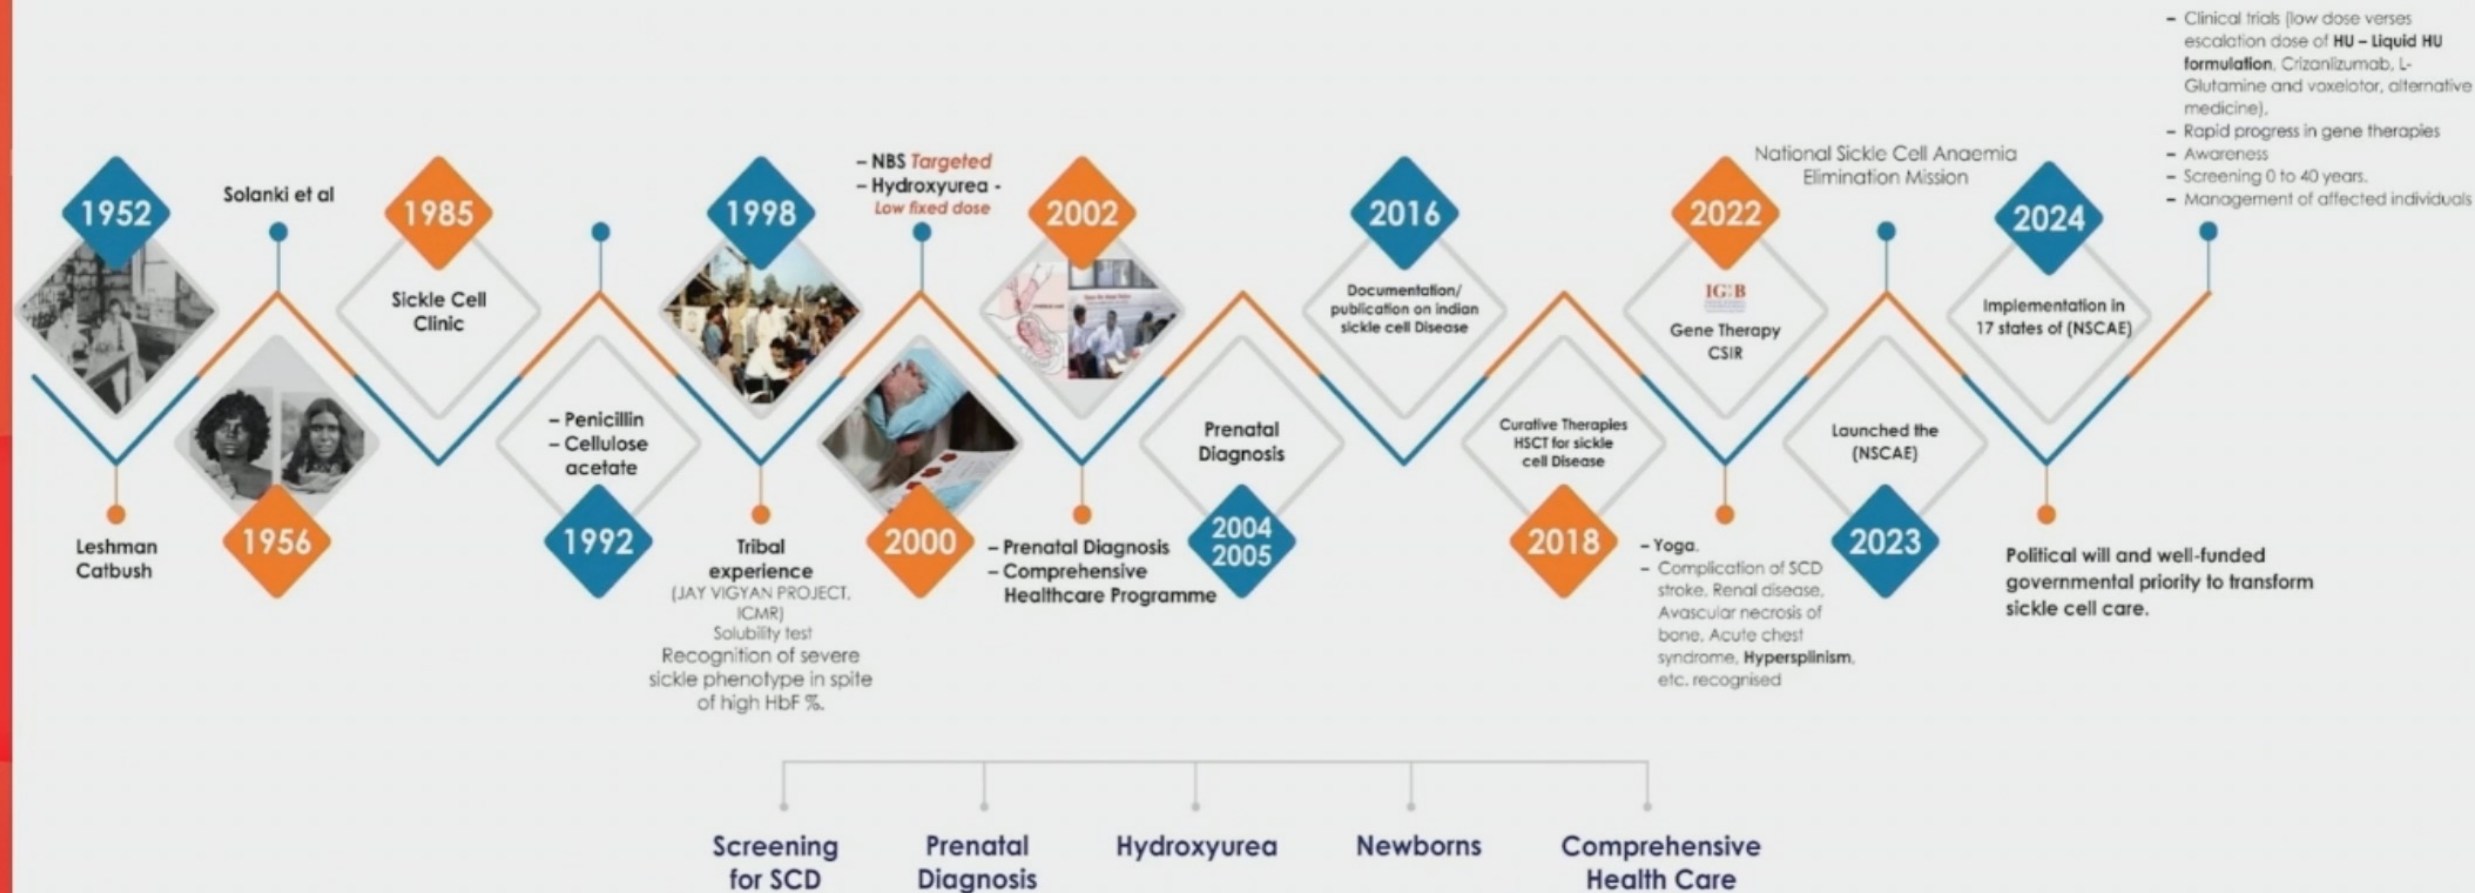 1952
Leshman
Catbush
Solanki et al
1956
1985
Sickle Cell
Clinic
– Penicillin
– Cellulose
acetate
1992
1998
Tribal
experience
(JAY VIGYAN PROJECT,
ICMR)
Solubility test
Recognition of severe
sickle phenotype in spite
of high HbF %.
– NBS Targeted
– Hydroxyurea -
Low fixed dose
2000
2002
– Prenatal Diagnosis
– Comprehensive
Healthcare Programme
Prenatal
Diagnosis
2004
2005
2016
Documentation/
publication on indian
sickle cell Disease
Curative Therapies
HSCT for sickle
cell Disease
2018
2022
IGIB
Gene Therapy
CSIR
– Yoga.
– Complication of SCD
stroke, Renal disease,
Avascular necrosis of
bone, Acute chest
syndrome, Hypersplinism,
etc. recognised
National Sickle Cell Anaemia
Elimination Mission
Launched the
(NSCAE)
2023
2024
Implementation in
17 states of (NSCAE)
Political will and well-funded
governmental priority to transform
sickle cell care.
– Clinical trials (low dose verses
escalation dose of HU – Liquid HU
formulation, Crizanlizumab, L-
Glutamine and voxelotor, alternative
medicine),
– Rapid progress in gene therapies
– Awareness
– Screening 0 to 40 years.
– Management of affected individuals
Screening
for SCD
Prenatal
Diagnosis
Hydroxyurea
Newborns
Comprehensive
Health Care